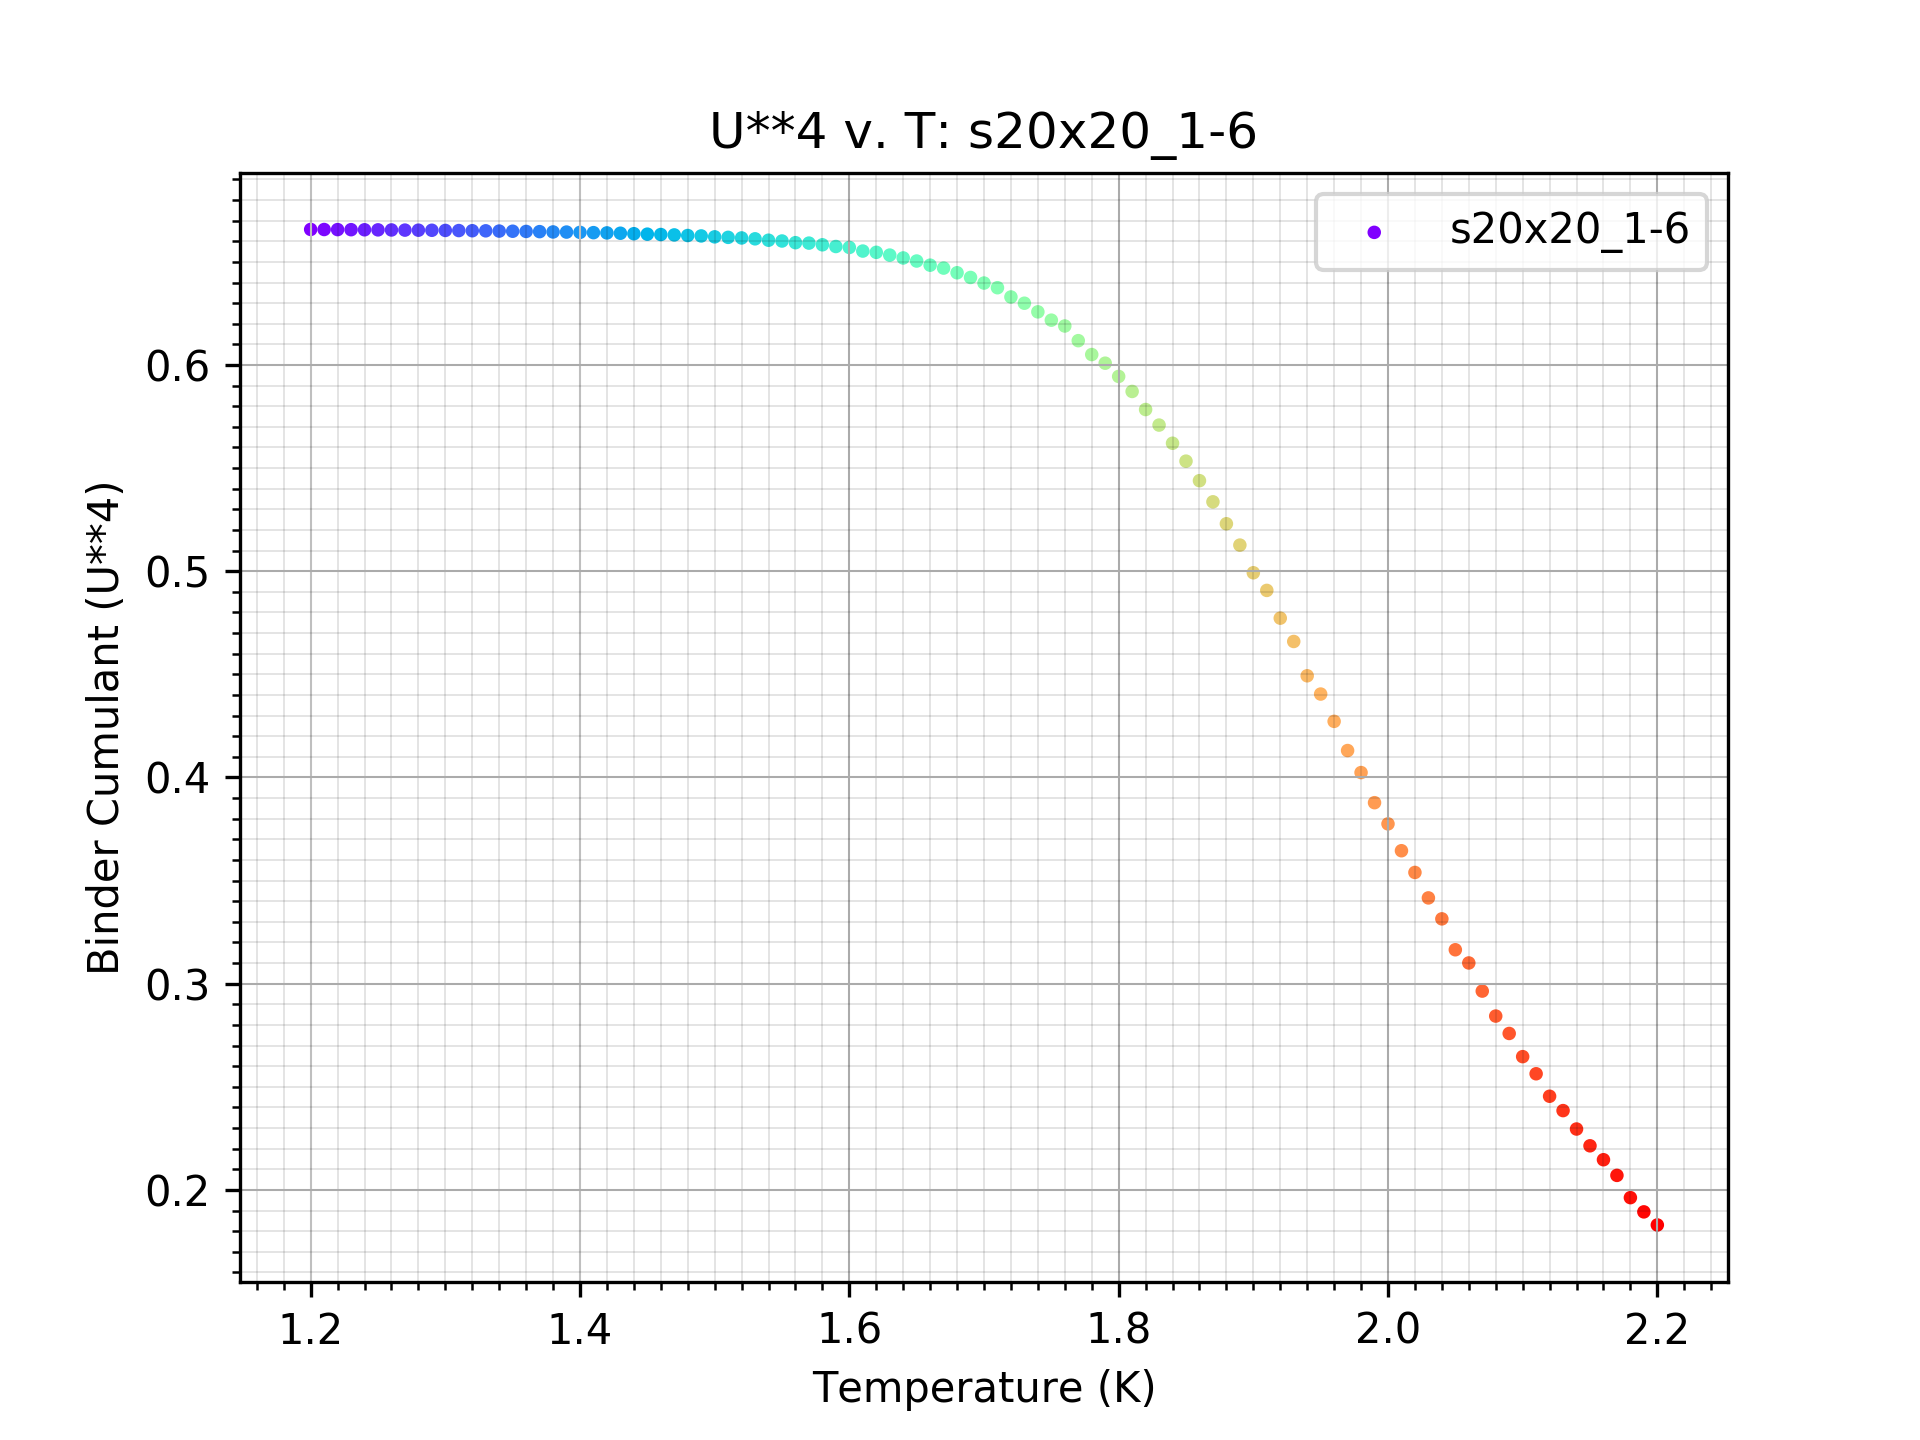 U**4 v. T: s20x20_1-6
s20x20_1-6
Binder Cumulant (U**4)
0.6
0.5
0.4
0.3
0.2
1.2 1.4 1.6 1.8 2.0 2.2
Temperature (K)